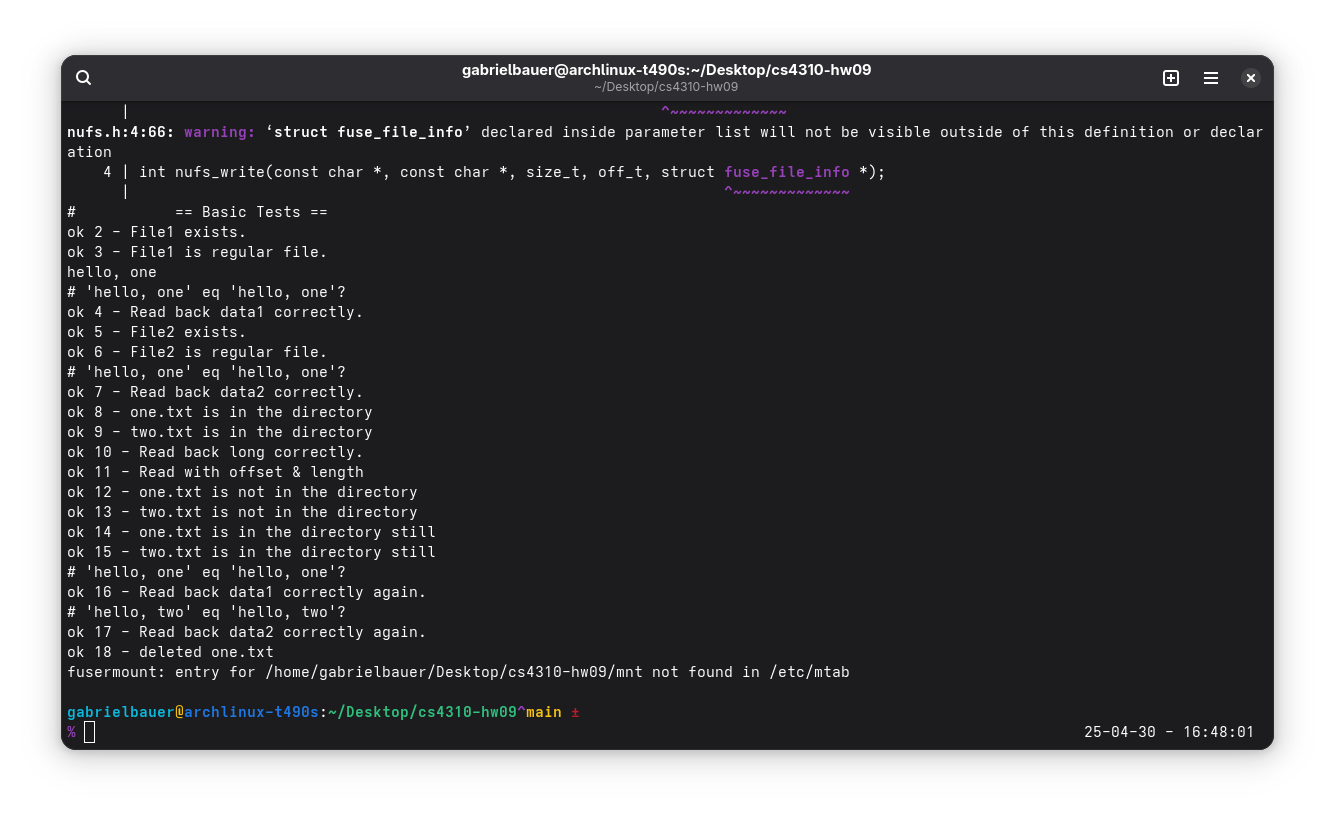 gabrielbauer@archlinux-t490s:~/Desktop/cs4310-hw09
~/Desktop/cs4310-hw09
| ^~~~~~~~~~~~~~
nufs.h:4:66: warning: ‘struct fuse_file_info’ declared inside parameter list will not be visible outside of this definition or declar
ation
4 | int nufs_write(const char *, const char *, size_t, off_t, struct fuse_file_info *);
| ^~~~~~~~~~~~~~
# == Basic Tests ==
ok 2 - File1 exists.
ok 3 - File1 is regular file.
hello, one
# 'hello, one' eq 'hello, one'?
ok 4 - Read back data1 correctly.
ok 5 - File2 exists.
ok 6 - File2 is regular file.
# 'hello, one' eq 'hello, one'?
ok 7 - Read back data2 correctly.
ok 8 - one.txt is in the directory
ok 9 - two.txt is in the directory
ok 10 - Read back long correctly.
ok 11 - Read with offset & length
ok 12 - one.txt is not in the directory
ok 13 - two.txt is not in the directory
ok 14 - one.txt is in the directory still
ok 15 - two.txt is in the directory still
# 'hello, one' eq 'hello, one'?
ok 16 - Read back data1 correctly again.
# 'hello, two' eq 'hello, two'?
ok 17 - Read back data2 correctly again.
ok 18 - deleted one.txt
fusermount: entry for /home/gabrielbauer/Desktop/cs4310-hw09/mnt not found in /etc/mtab
gabrielbauer@archlinux-t490s:~/Desktop/cs4310-hw09^main ±
% 25-04-30 - 16:48:01